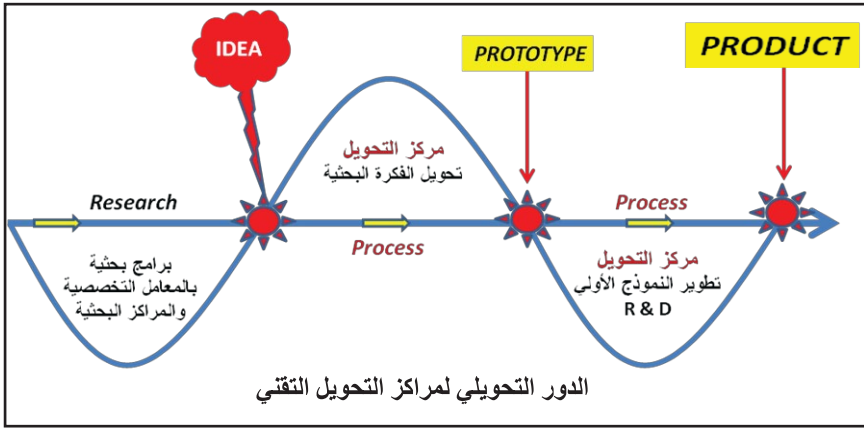 IDEA
PROTOTYPE
PRODUCT
مركز التحويل
تحويل الفكرة البحثية
Research
Process
Process
برامج بحثية
بالمعامل التخصصية
والمراكز البحثية
مركز التحويل
تطوير النموذج الأولي
R & D
الدور التحويلي لمراكز التحويل التقني